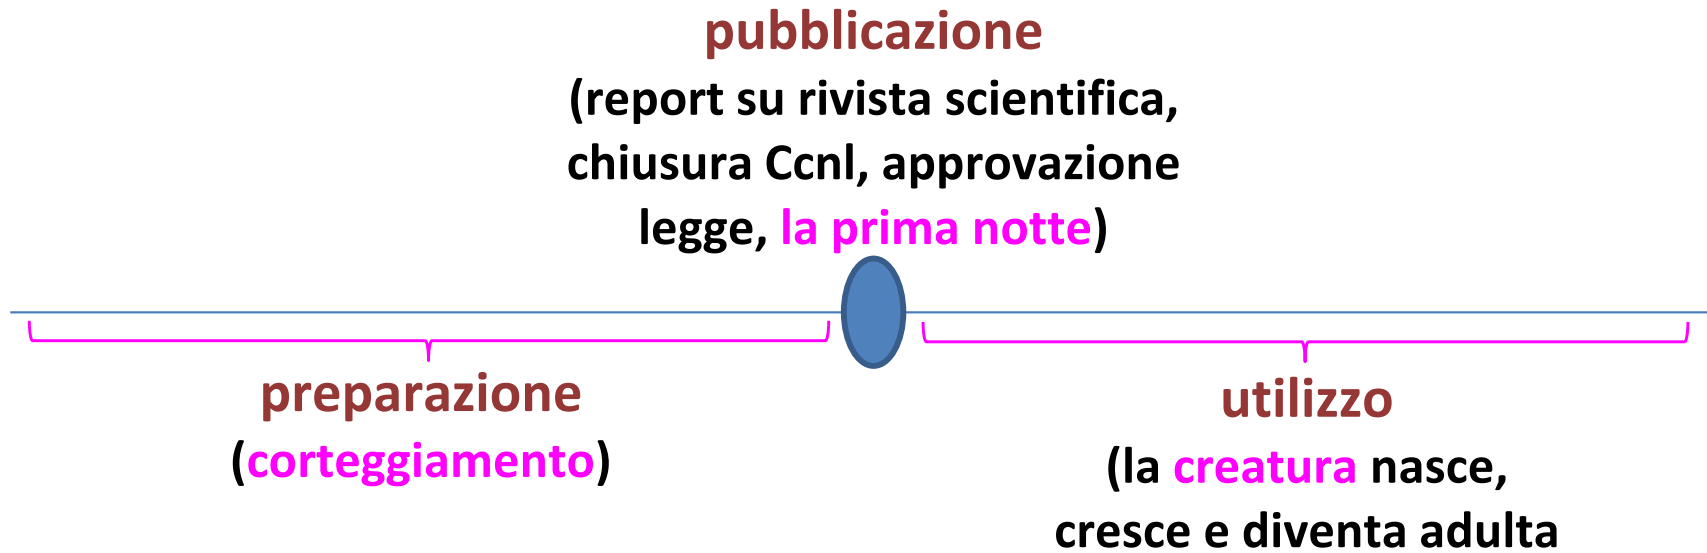 pubblicazione
(report su rivista scientifica,
chiusura Ccnl, approvazione
legge, la prima notte)
preparazione
(corteggiamento)
utilizzo
(la creatura nasce,
cresce e diventa adulta